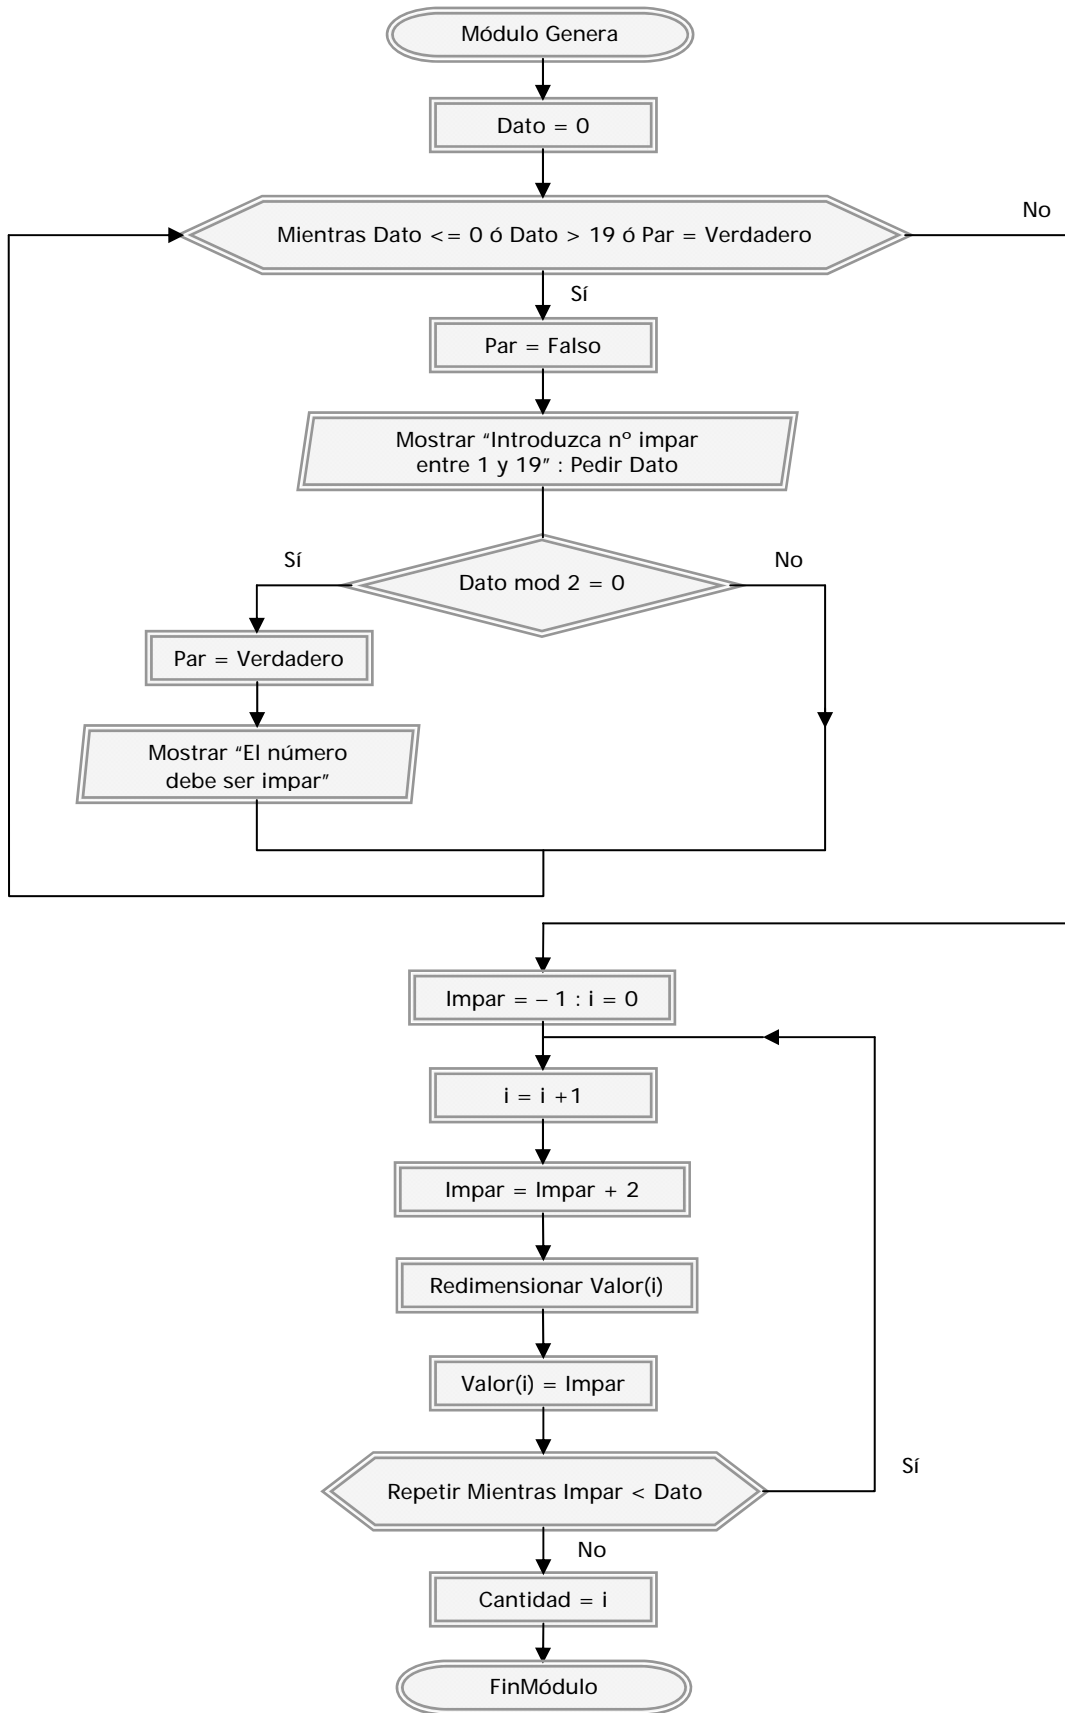 Módulo Genera
Dato = 0
No
Mientras Dato <= 0 ó Dato > 19 ó Par = Verdadero
Sí
Par = Falso
Mostrar “Introduzca nº impar
entre 1 y 19” : Pedir Dato
Sí
No
Dato mod 2 = 0
Par = Verdadero
Mostrar “El número
debe ser impar”
Impar = – 1 : i = 0
i = i +1
Impar = Impar + 2
Redimensionar Valor(i)
Valor(i) = Impar
Sí
Repetir Mientras Impar < Dato
No
Cantidad = i
FinMódulo